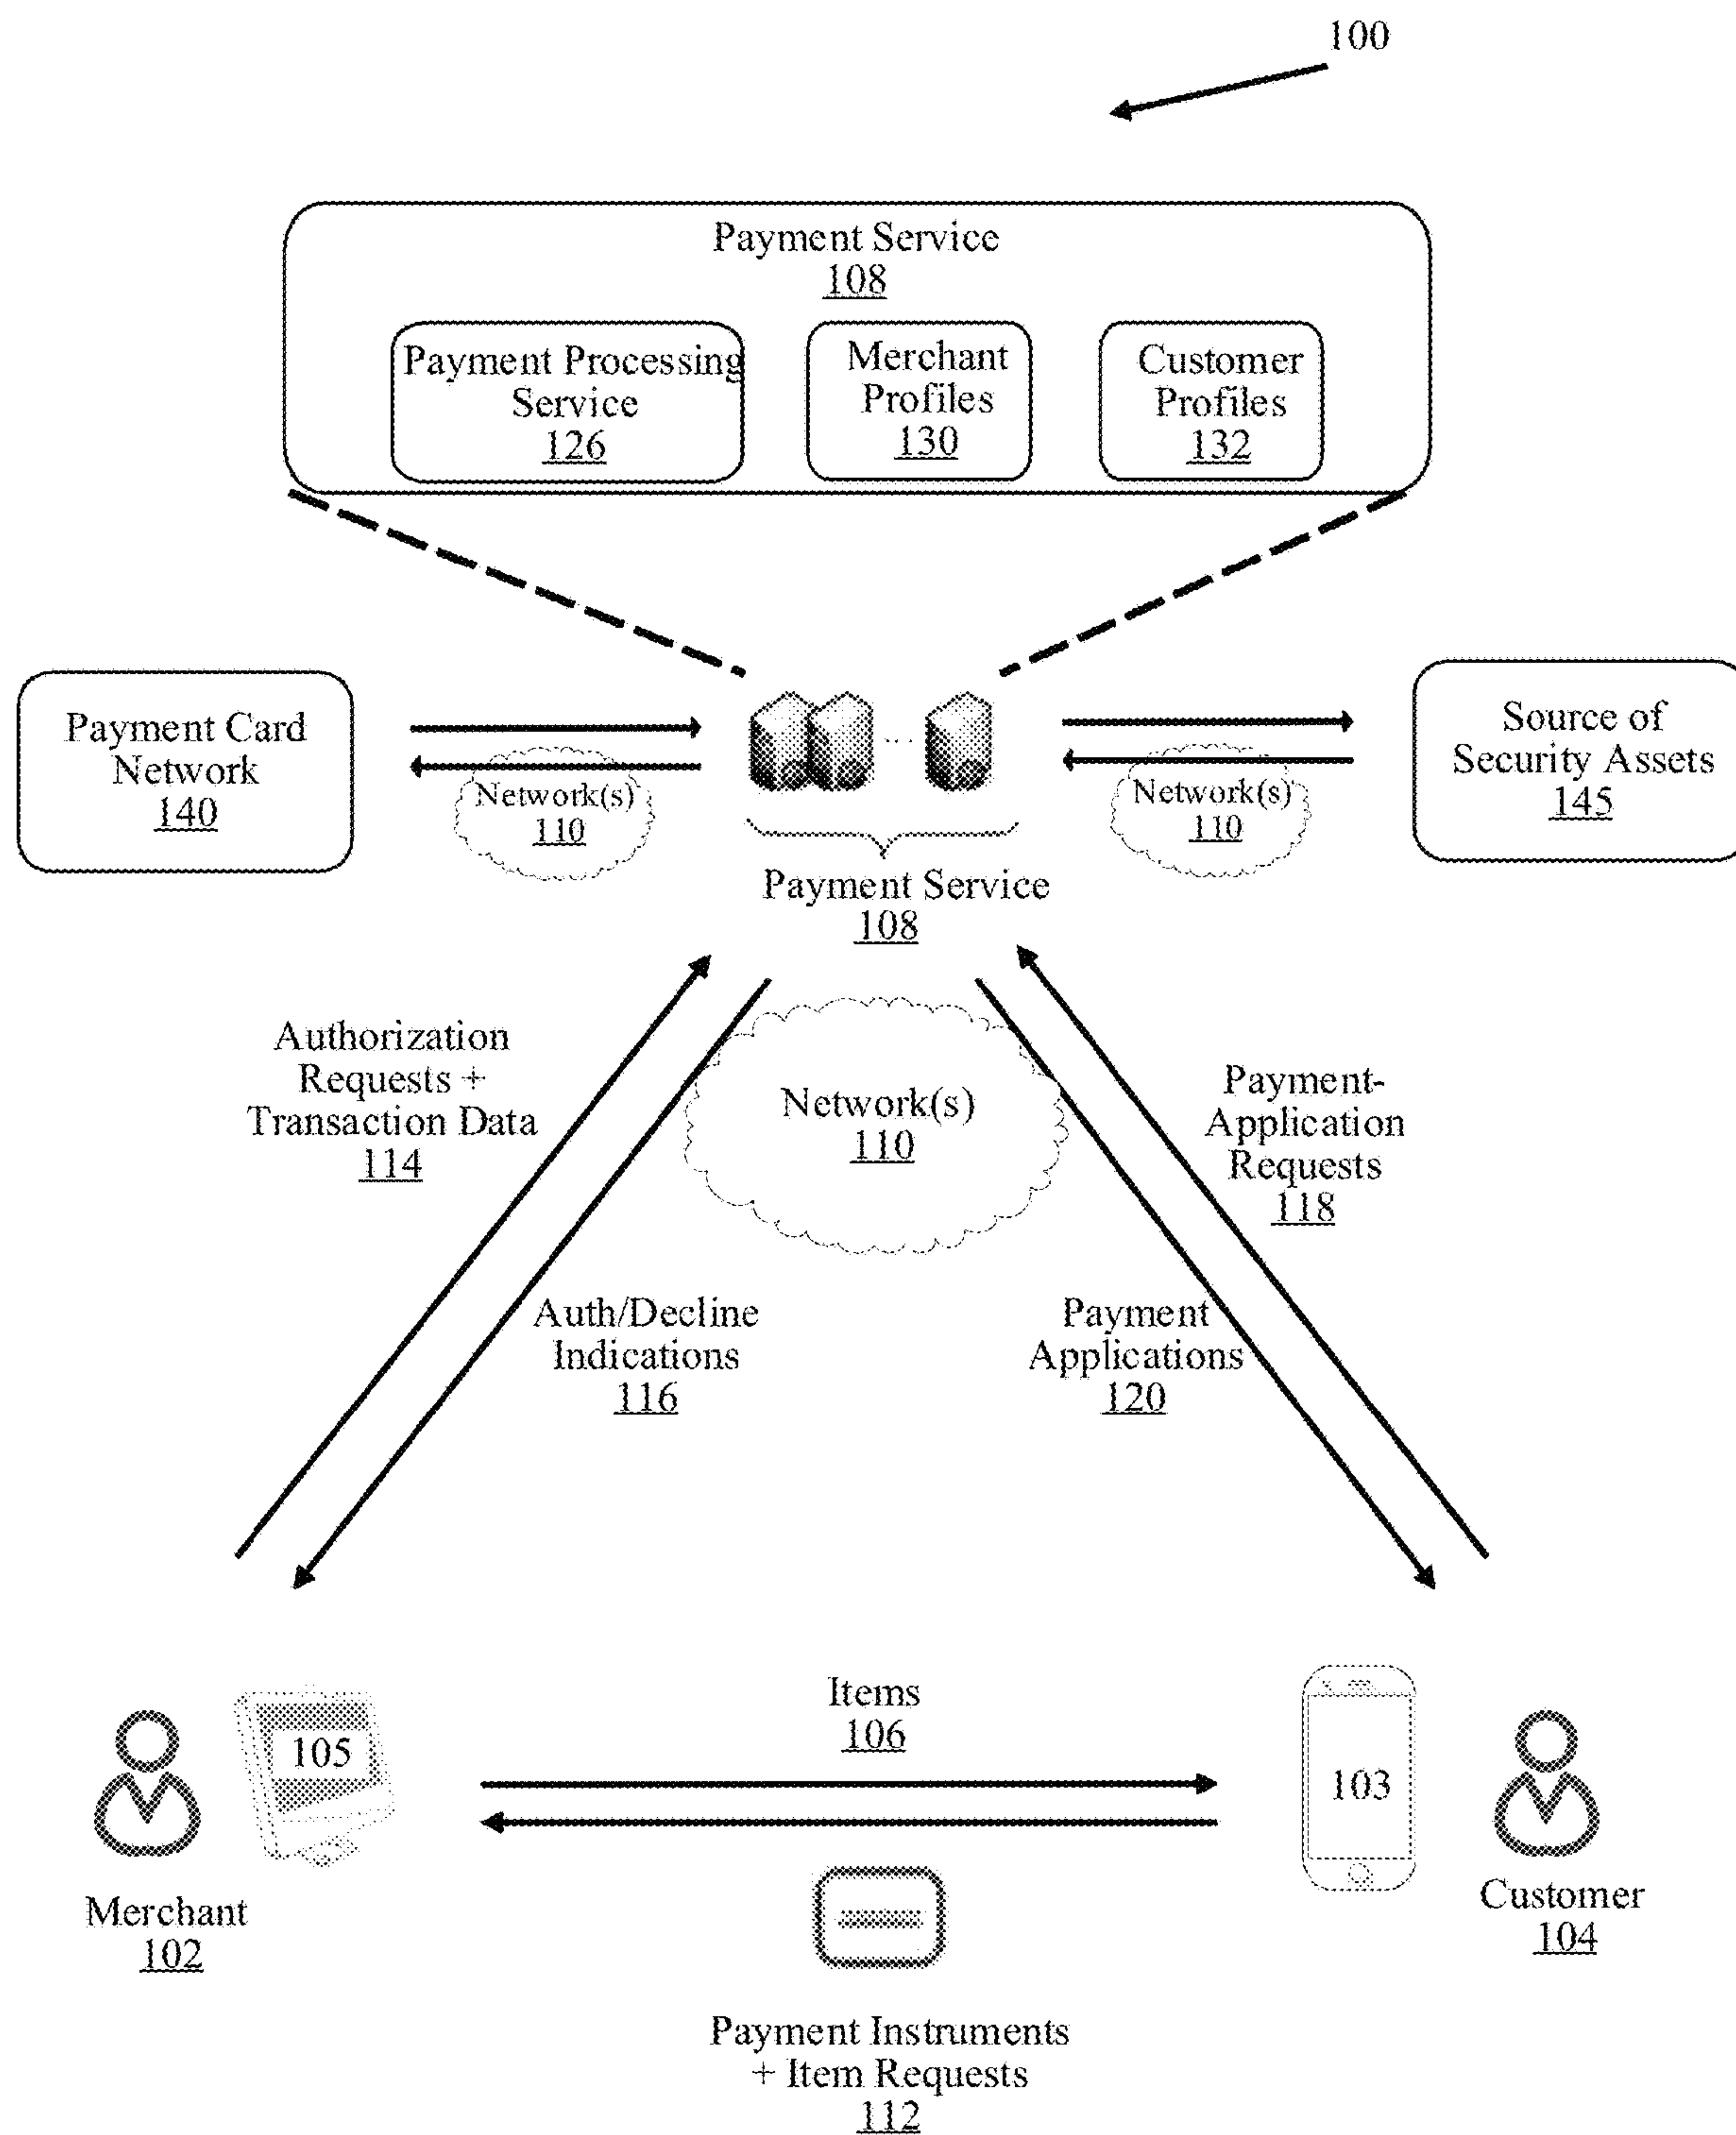 100
Payment Service
108
Payment Processing
Service
126
Merchant
Profiles
130
Customer
Profiles
132
Payment Card
Network
140
Network(s)
110
Payment Service
108
Network(s)
110
Source of
Security Assets
145
Authorization
Requests +
Transaction Data
114
Network(s)
110
Payment-
Application
Requests
118
Auth/Decline
Indications
116
Payment
Applications
120
Items
106
105
103
Merchant
102
Customer
104
Payment Instruments
+ Item Requests
112